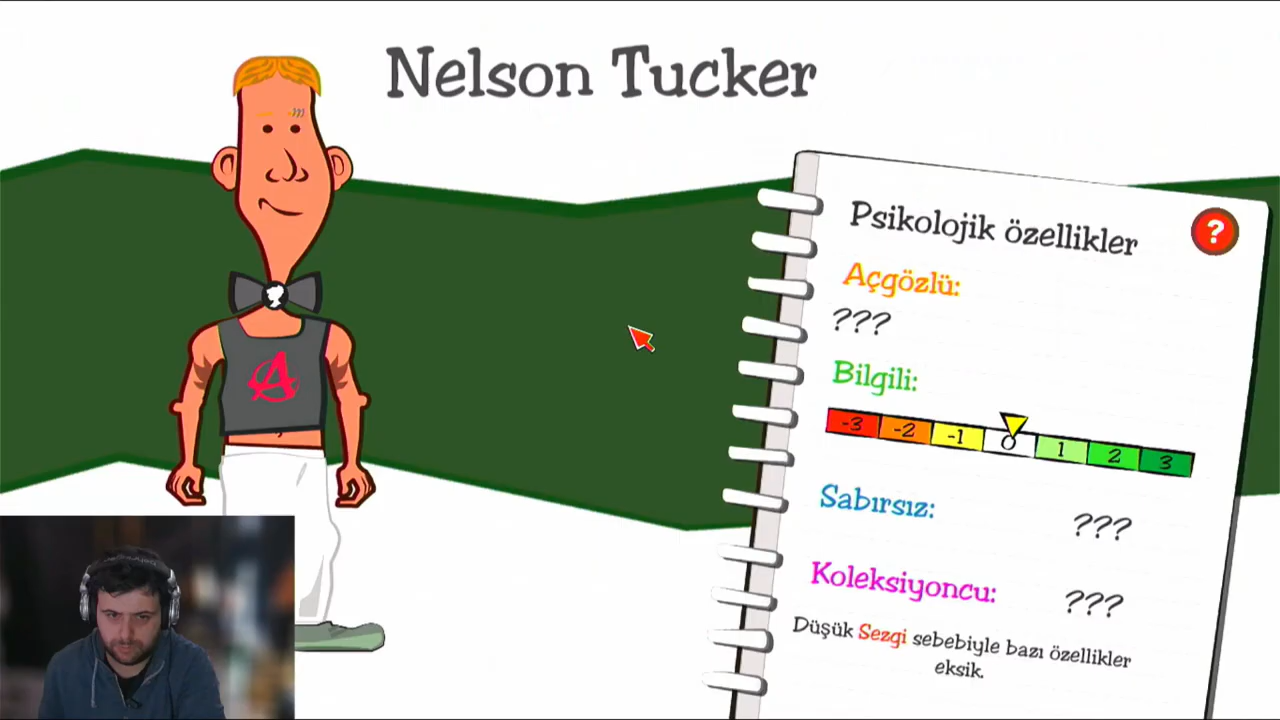 Nelson Tucker
Psikolojik özellikler
?
Açgözlü:
???
Bilgili:
-3 -2 -1 0 1 2 3
Sabırsız: ???
Koleksiyoncu: ???
Düşük Sezgi sebebiyle bazı özellikler
eksik.